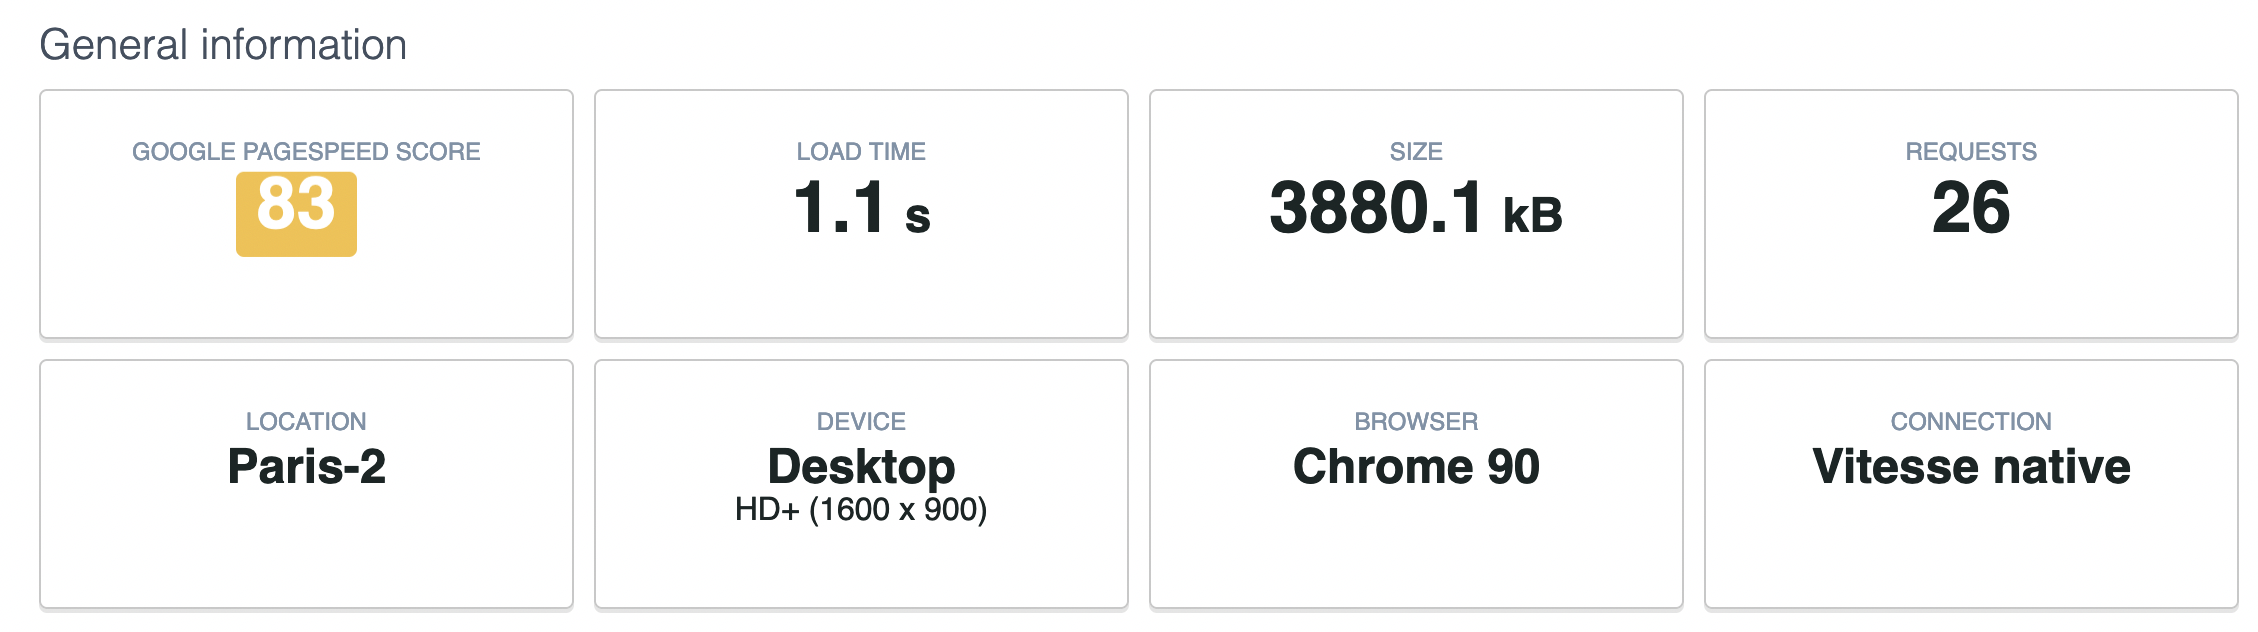 General information
GOOGLE PAGESPEED SCORE
83
LOAD TIME
1.1 s
SIZE
3880.1 kB
REQUESTS
26
LOCATION
Paris-2
DEVICE
Desktop
HD+ (1600 x 900)
BROWSER
Chrome 90
CONNECTION
Vitesse native